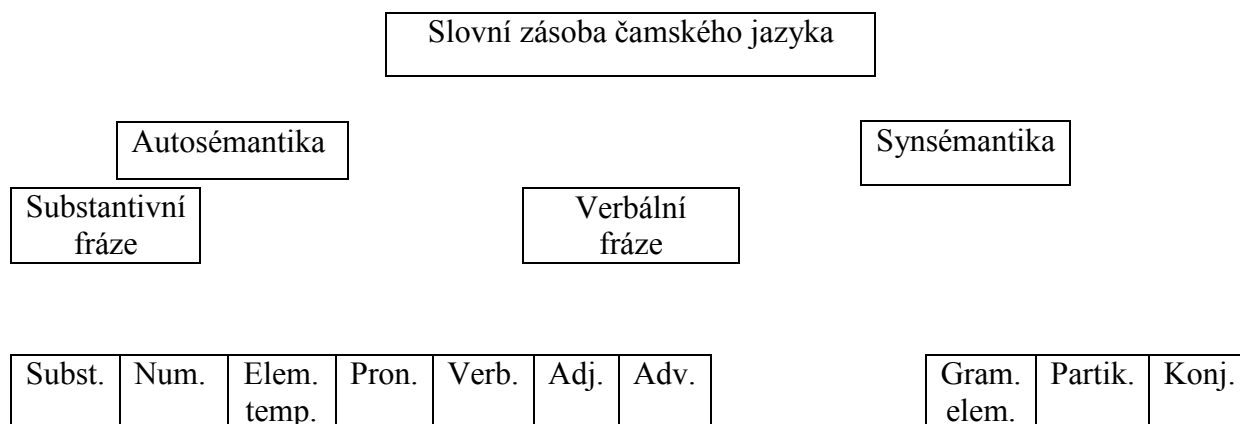 Slovní zásoba čamského jazyka
Autosémantika
Synsémantika
Substantivní
fráze
Verbální
fráze
Subst. Num. Elem. Pron. Verb. Adj. Adv. Gram. Partik. Konj.
temp. elem.